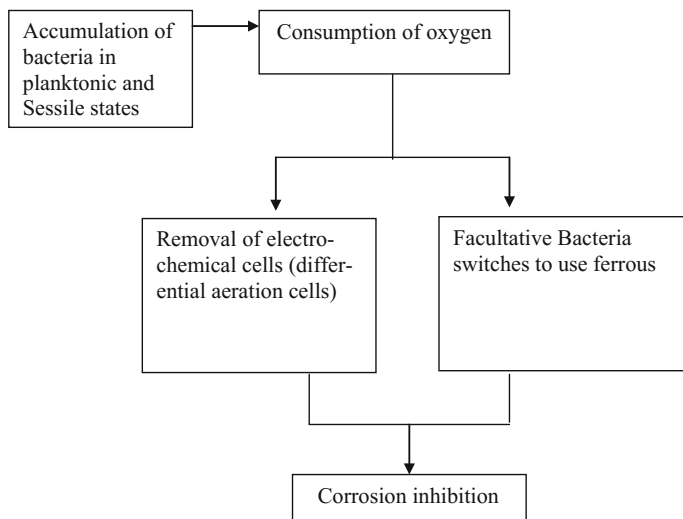 Accumulation of
bacteria in
planktonic and
Sessile states
Consumption of oxygen
Removal of electro-
chemical cells (differ-
ential aeration cells)
Facultative Bacteria
switches to use ferrous
Corrosion inhibition